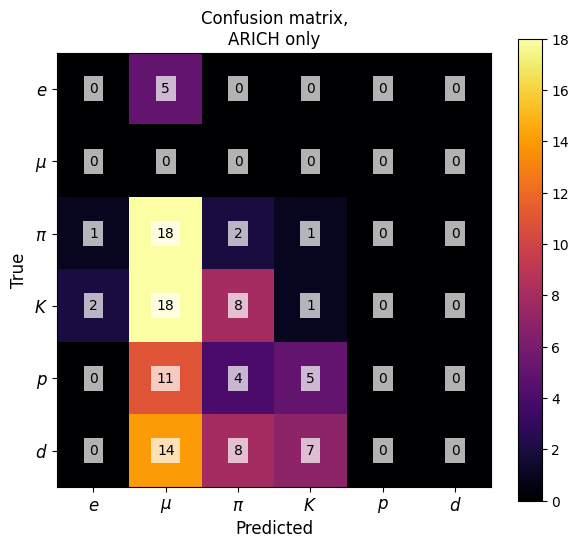 Confusion matrix,
ARICH only
True
e 0 5 0 0 0 0
μ 0 0 0 0 0 0
π 1 18 2 1 0 0
K 2 18 8 1 0 0
p 0 11 4 5 0 0
d 0 14 8 7 0 0
e μ π K p d
Predicted
18
16
14
12
10
8
6
4
2
0